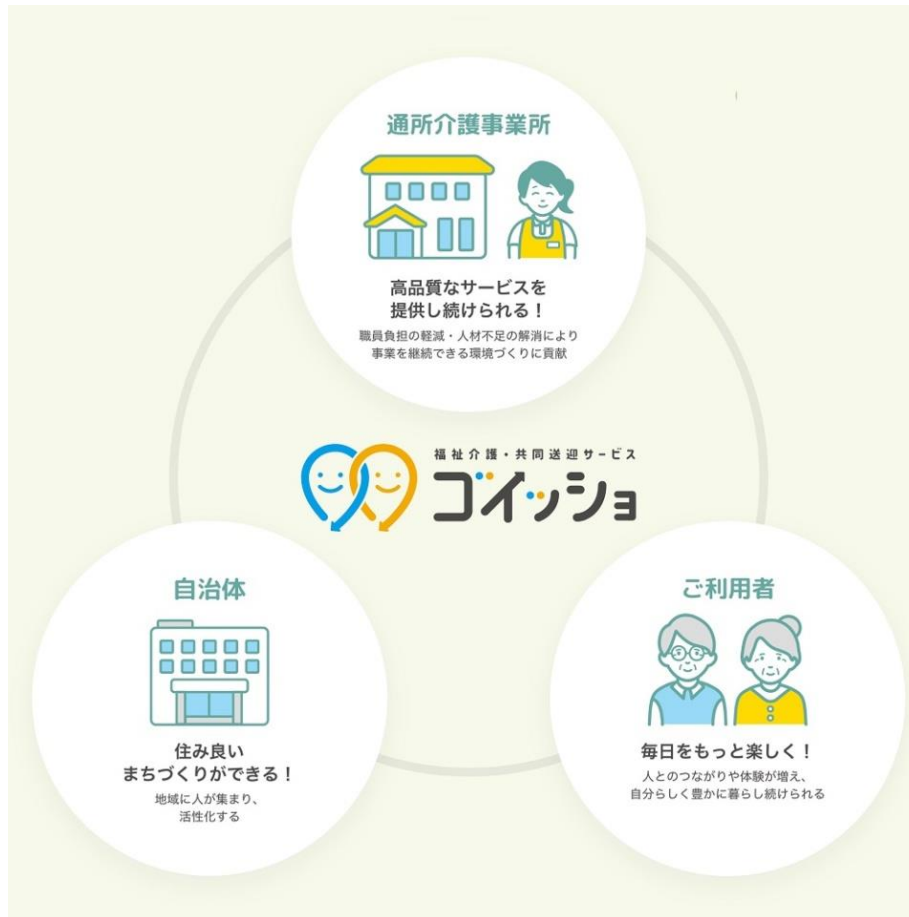 通所介護事業所
高品質なサービスを
提供し続けられる！
職員負担の軽減・人材不足の解消により
事業を継続できる環境づくりに貢献
福祉介護・共同送迎サービス
ゴイッショ
自治体
住み良い
まちづくりができる！
地域に人が集まり、
活性化する
ご利用者
毎日をもっと楽しく！
人とのつながりや体験が増え、
自分らしく豊かに暮らし続けられる